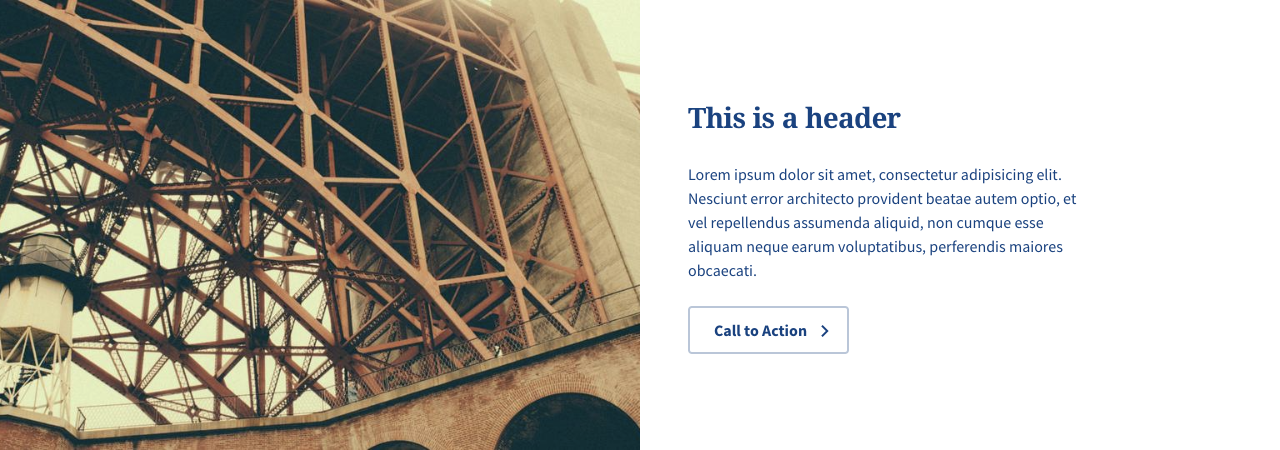 This is a header
Lorem ipsum dolor sit amet, consectetur adipisicing elit.
Nesciunt error architecto provident beatae autem optio, et
vel repellendus assumenda aliquid, non cumque esse
aliquam neque earum voluptatibus, perferendis maiores
obcaecati.
Call to Action